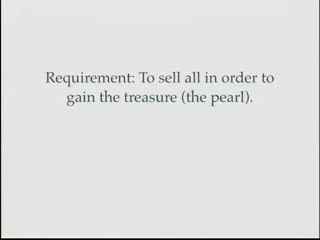 Requirement: To sell all in order to
gain the treasure (the pearl).